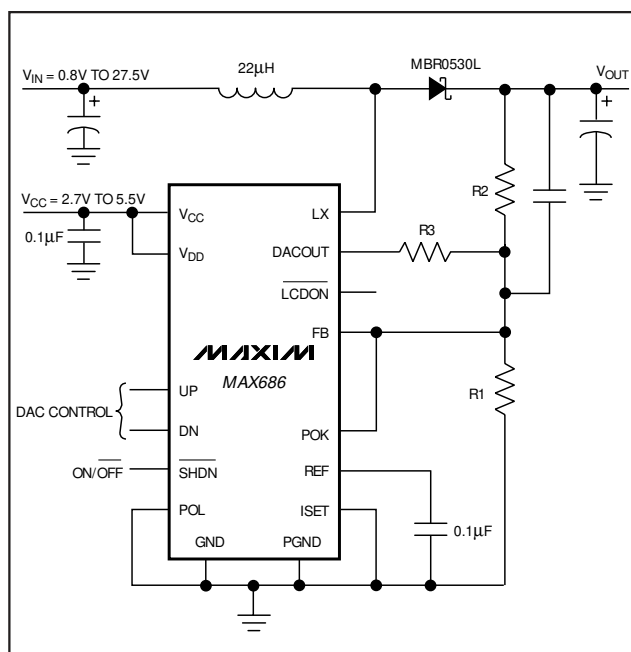 V_IN = 0.8V TO 27.5V
22µH
MBR0530L
V_OUT
+
+
V_CC = 2.7V TO 5.5V
0.1µF
V_CC
V_DD
LX
R2
DACOUT
R3
LCDON
FB
MAXIM
MAX686
DAC CONTROL
UP
DN
R1
POK
ON/OFF
SHDN
REF
POL
ISET
0.1µF
GND
PGND